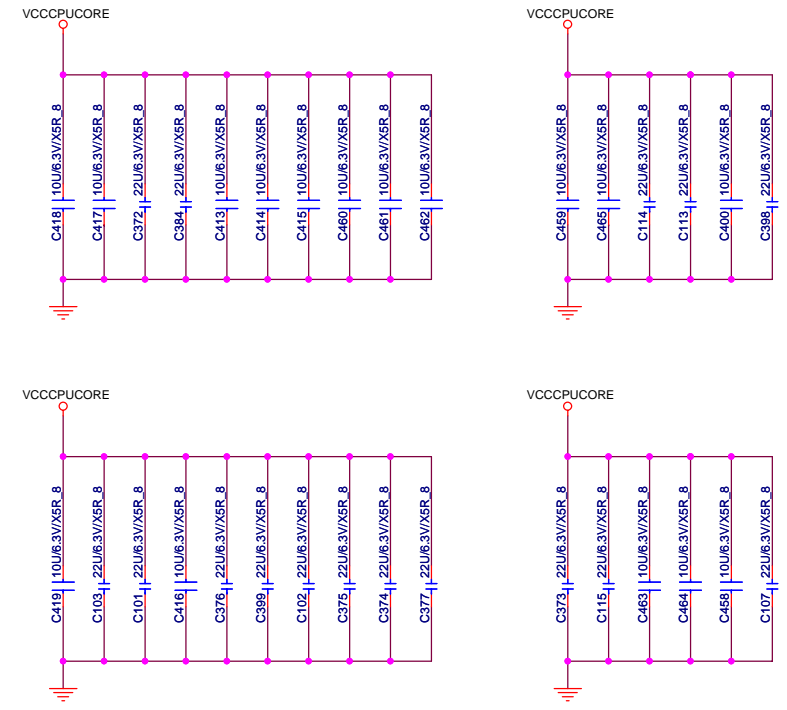 VCCCPUCORE
C418 10U/6.3V/X5R_8
C417 10U/6.3V/X5R_8
C372 22U/6.3V/X5R_8
C384 22U/6.3V/X5R_8
C413 10U/6.3V/X5R_8
C414 10U/6.3V/X5R_8
C415 10U/6.3V/X5R_8
C460 10U/6.3V/X5R_8
C461 10U/6.3V/X5R_8
C462 10U/6.3V/X5R_8
VCCCPUCORE
C459 10U/6.3V/X5R_8
C465 10U/6.3V/X5R_8
C114 22U/6.3V/X5R_8
C113 22U/6.3V/X5R_8
C400 10U/6.3V/X5R_8
C398 22U/6.3V/X5R_8
VCCCPUCORE
C419 10U/6.3V/X5R_8
C103 22U/6.3V/X5R_8
C101 22U/6.3V/X5R_8
C416 10U/6.3V/X5R_8
C376 22U/6.3V/X5R_8
C399 22U/6.3V/X5R_8
C102 22U/6.3V/X5R_8
C375 22U/6.3V/X5R_8
C374 22U/6.3V/X5R_8
C377 22U/6.3V/X5R_8
VCCCPUCORE
C373 22U/6.3V/X5R_8
C115 22U/6.3V/X5R_8
C463 10U/6.3V/X5R_8
C464 10U/6.3V/X5R_8
C458 10U/6.3V/X5R_8
C107 22U/6.3V/X5R_8